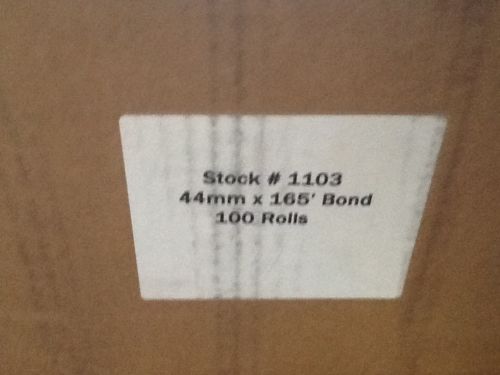 Stock # 1103
44mm x 165' Bond
100 Rolls